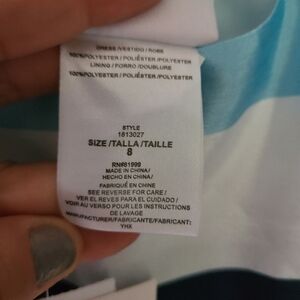 DRESS/VESTIDO / ROBE
100%POLYESTER / POLIÉSTER /POLYESTER
LINING / FORRO /DOUBLURE
100%POLYESTER / POLIÉSTER /POLYESTER
STYLE
1813027
SIZE/TALLA/TAILLE
8
RN#81999
MADE IN CHINA/
HECHO EN CHINA/
FABRIQUÉ EN CHINE
SEE REVERSE FOR CARE /
VER EL REVES PARA EL CUIDADO /
VOIR AU VERSO POUR LES INSTRUCTIONS
DE LAVAGE
MANUFACTURER/FABRICANTE/FABRICANT:
YHX